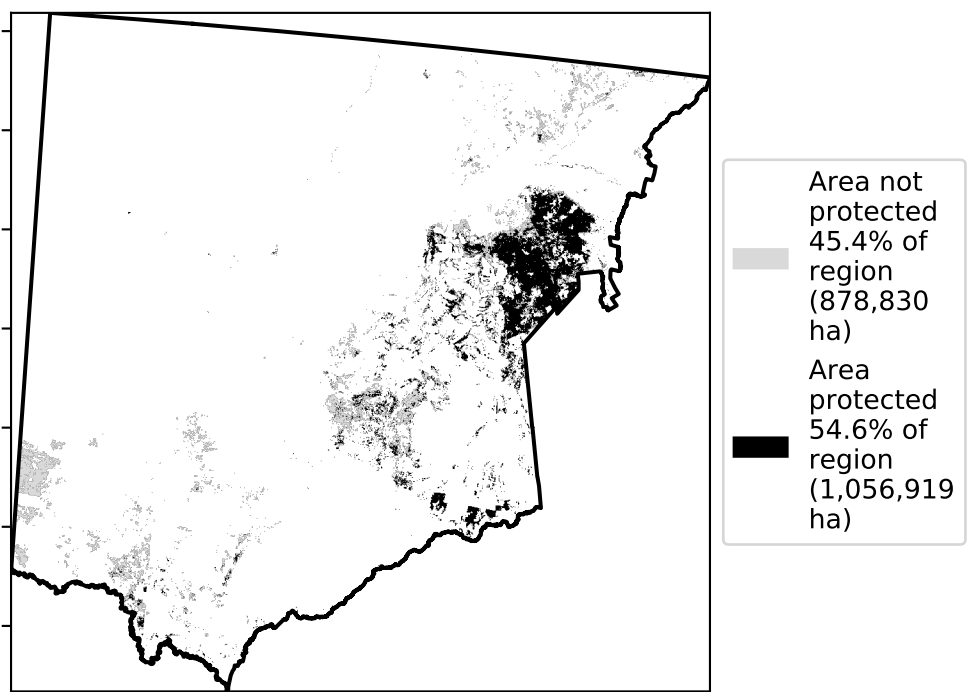 Area not
protected
45.4% of
region
(878,830
ha)
Area
protected
54.6% of
region
(1,056,919
ha)